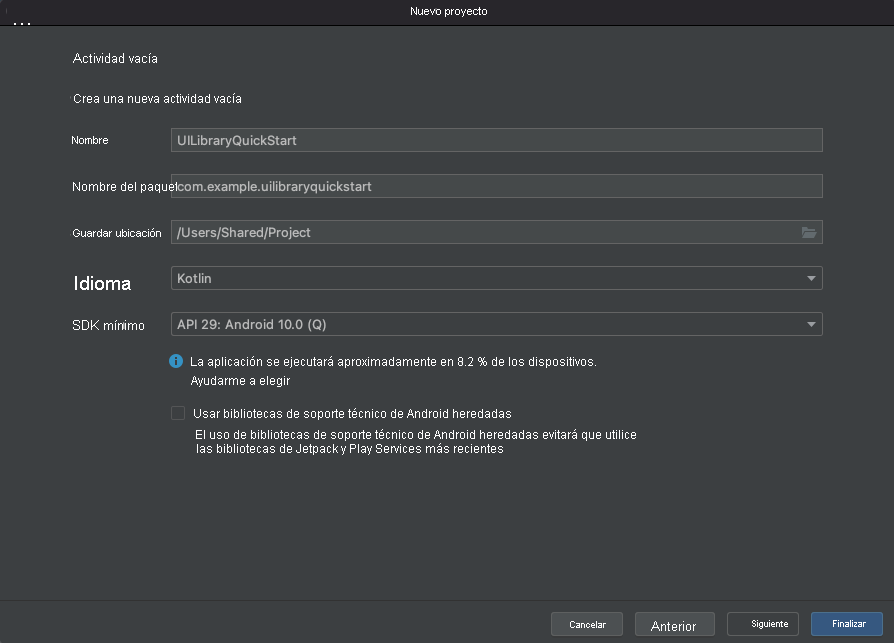 Nuevo proyecto
...
Actividad vacía
Crea una nueva actividad vacía
Nombre
UILibraryQuickStart
Nombre del paquet
com.example.uilibraryquickstart
Guardar ubicación
/Users/Shared/Project
Idioma
Kotlin
SDK mínimo
API 29: Android 10.0 (Q)
La aplicación se ejecutará aproximadamente en 8.2 % de los dispositivos.
Ayudarme a elegir
Usar bibliotecas de soporte técnico de Android heredadas
El uso de bibliotecas de soporte técnico de Android heredadas evitará que utilice
las bibliotecas de Jetpack y Play Services más recientes
Cancelar
Anterior
Siguiente
Finalizar